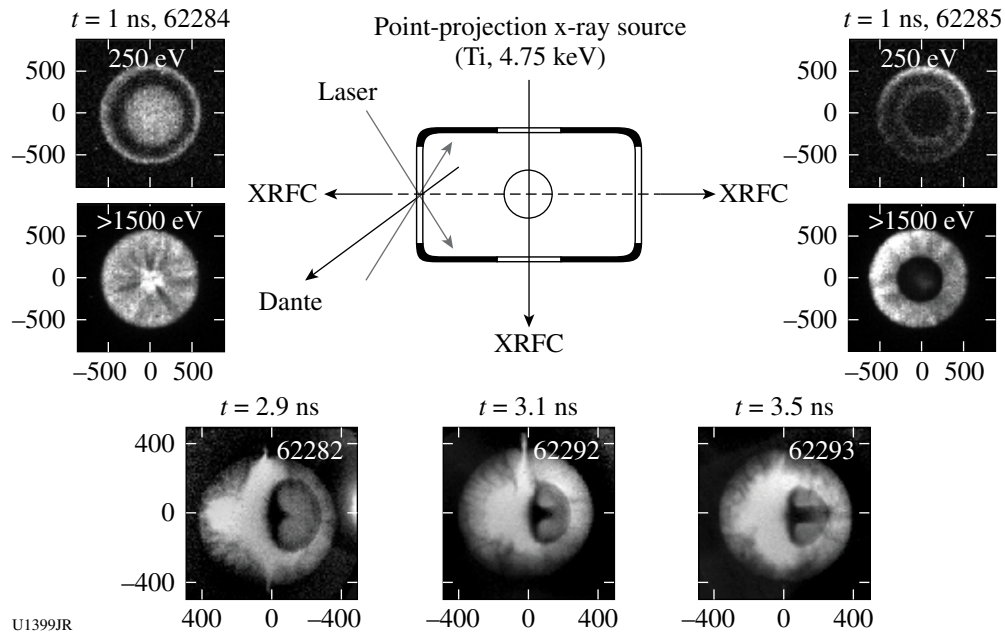 t = 1 ns, 62284
250 eV
500
0
−500
>1500 eV
500
0
−500
−500 0 500
Point-projection x-ray source
(Ti, 4.75 keV)
Laser
XRFC
XRFC
Dante
XRFC
t = 1 ns, 62285
250 eV
500
0
−500
>1500 eV
500
0
−500
−500 0 500
t = 2.9 ns
t = 3.1 ns
t = 3.5 ns
62282
62292
62293
400
0
−400
400 0 −400
−400 0 400
−400 0 400
U1399JR